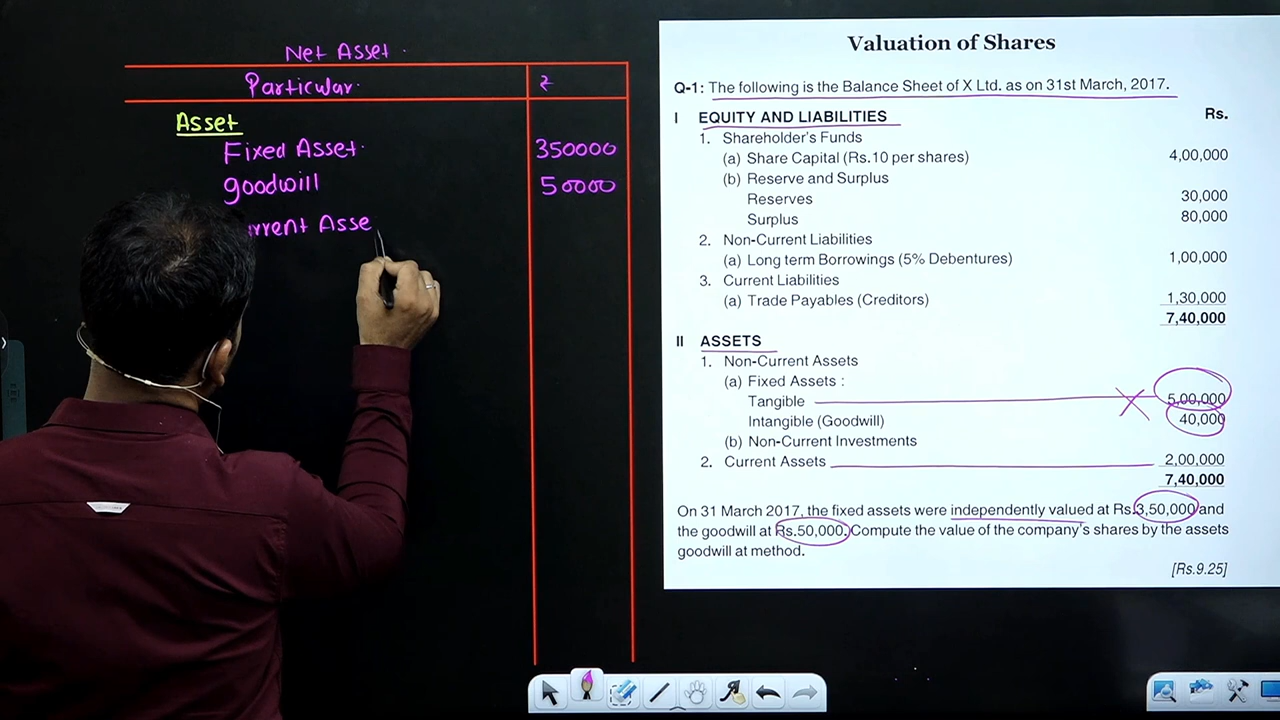 Net Asset
Particular. ₹
Asset
Fixed Asset. 350000
goodwill 50000
Asse
Valuation of Shares
Q-1: The following is the Balance Sheet of X Ltd. as on 31st March, 2017.
I EQUITY AND LIABILITIES Rs.
1. Shareholder's Funds
(a) Share Capital (Rs.10 per shares) 4,00,000
(b) Reserve and Surplus
Reserves 30,000
Surplus 80,000
2. Non-Current Liabilities
(a) Long term Borrowings (5% Debentures) 1,00,000
3. Current Liabilities
(a) Trade Payables (Creditors) 1,30,000
7,40,000
II ASSETS
1. Non-Current Assets
(a) Fixed Assets :
Tangible 5,00,000
Intangible (Goodwill) 40,000
(b) Non-Current Investments
2. Current Assets 2,00,000
7,40,000
On 31 March 2017, the fixed assets were independently valued at Rs.3,50,000 and
the goodwill at Rs.50,000. Compute the value of the company's shares by the assets
goodwill at method.
[Rs.9.25]